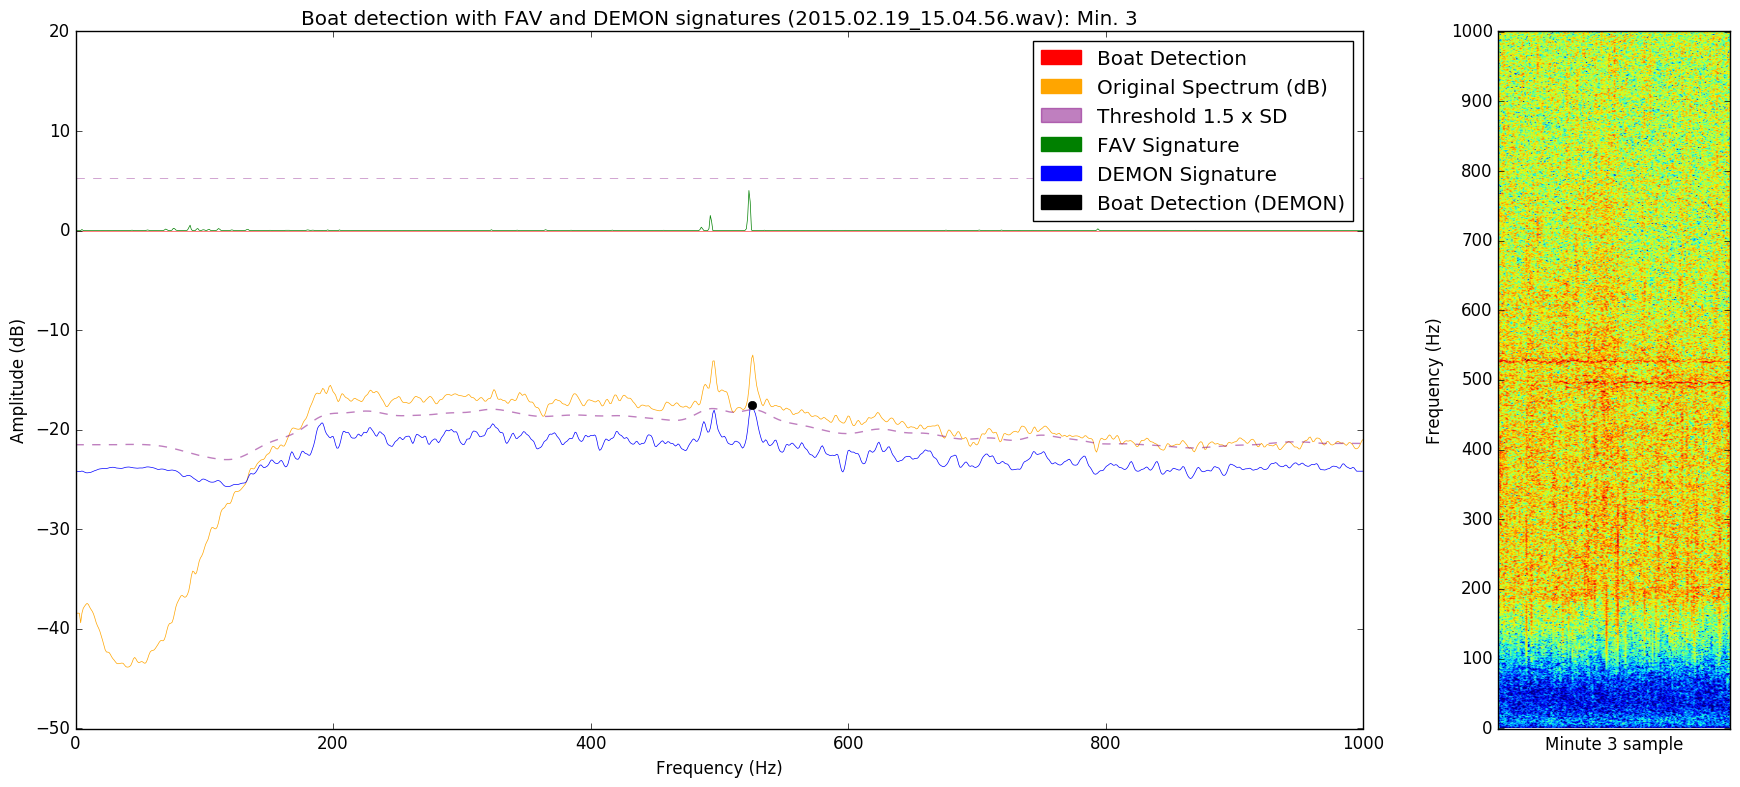 Boat detection with FAV and DEMON signatures (2015.02.19_15.04.56.wav): Min. 3
Amplitude (dB)
20
10
0
−10
−20
−30
−40
−50
0 200 400 600 800 1000
Frequency (Hz)
Boat Detection
Original Spectrum (dB)
Threshold 1.5 x SD
FAV Signature
DEMON Signature
Boat Detection (DEMON)
Frequency (Hz)
1000
900
800
700
600
500
400
300
200
100
0
Minute 3 sample